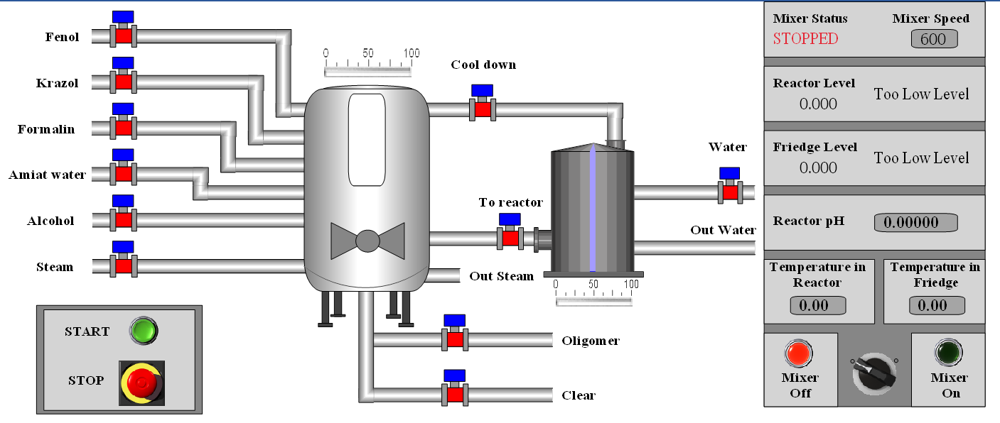 Fenol
Krazol
Formalin
Amiat water
Alcohol
Steam
START
STOP
0 50 100
Cool down
To reactor
Out Steam
0 50 100
Water
Out Water
Oligomer
Clear
Mixer Status Mixer Speed
STOPPED 600
Reactor Level
0.000 Too Low Level
Friedge Level
0.000 Too Low Level
Reactor pH 0.00000
Temperature in
Reactor
0.00
Temperature in
Friedge
0.00
Mixer
Off
Mixer
On